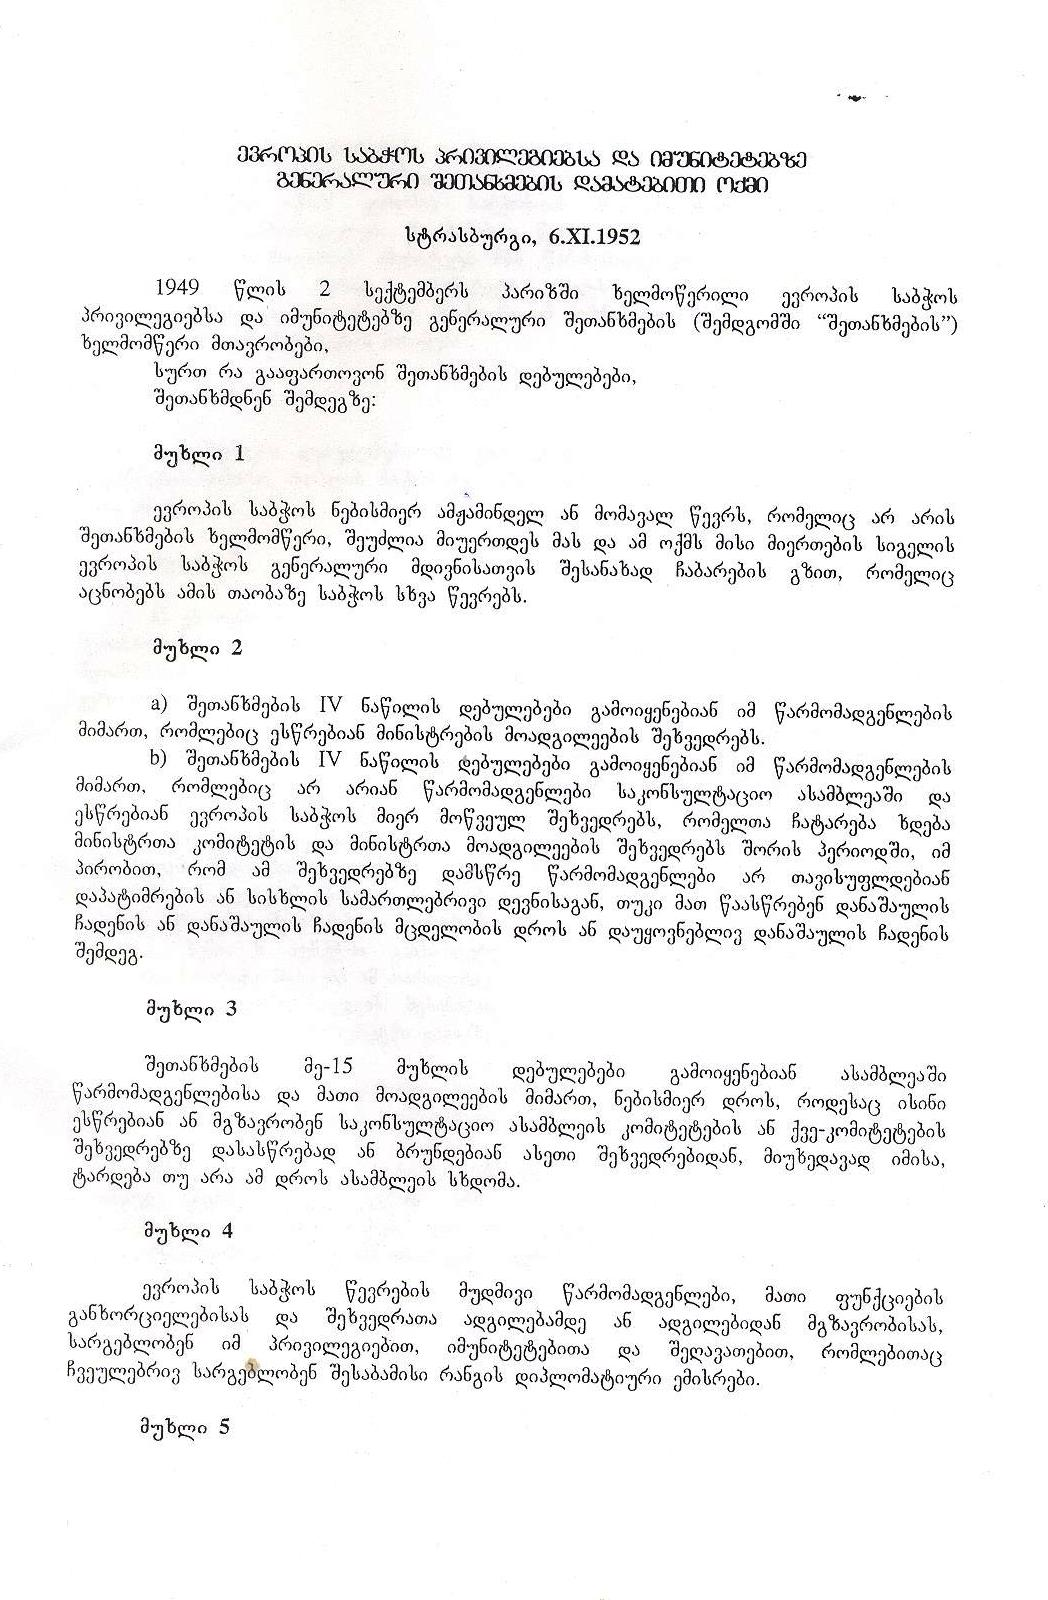 ევროპის საბჭოს პრივილეგიებსა და იმუნიტეტებზე
გენერალური შეთანხმების დამატებითი ოქმი
სტრასბურგი, 6.XI.1952
1949 წლის 2 სექტემბერს პარიზში ხელმოწერილი ევროპის საბჭოს
პრივილეგიებსა და იმუნიტეტებზე გენერალური შეთანხმების (შემდგომში “შეთანხმების”)
ხელმომწერი მთავრობები,
სურთ რა გააფართოვონ შეთანხმების დებულებები,
შეთანხმდნენ შემდეგზე:
მუხლი 1
ევროპის საბჭოს ნებისმიერ ამჟამინდელ ან მომავალ წევრს, რომელიც არ არის
შეთანხმების ხელმომწერი, შეუძლია მიუერთდეს მას და ამ ოქმს მისი მიერთების სიგელის
ევროპის საბჭოს გენერალური მდივნისათვის შესანახად ჩაბარების გზით, რომელიც
აცნობებს ამის თაობაზე საბჭოს სხვა წევრებს.
მუხლი 2
a) შეთანხმების IV ნაწილის დებულებები გამოიყენებიან იმ წარმომადგენლების
მიმართ, რომლებიც ესწრებიან მინისტრების მოადგილეების შეხვედრებს.
b) შეთანხმების IV ნაწილის დებულებები გამოიყენებიან იმ წარმომადგენლების
მიმართ, რომლებიც არ არიან წარმომადგენლები საკონსულტაციო ასამბლეაში და
ესწრებიან ევროპის საბჭოს მიერ მოწვეულ შეხვედრებს, რომელთა ჩატარება ხდება
მინისტრთა კომიტეტის და მინისტრთა მოადგილეების შეხვედრებს შორის პერიოდში, იმ
პირობით, რომ ამ შეხვედრებზე დამსწრე წარმომადგენლები არ თავისუფლდებიან
დაპატიმრების ან სისხლის სამართლებრივი დევნისაგან, თუკი მათ წაასწრებენ დანაშაულის
ჩადენის ან დანაშაულის ჩადენის მცდელობის დროს ან დაუყოვნებლივ დანაშაულის ჩადენის
შემდეგ.
მუხლი 3
შეთანხმების მე-15 მუხლის დებულებები გამოიყენებიან ასამბლეაში
წარმომადგენლებისა და მათი მოადგილეების მიმართ, ნებისმიერ დროს, როდესაც ისინი
ესწრებიან ან მგზავრობენ საკონსულტაციო ასამბლეის კომიტეტების ან ქვე-კომიტეტების
შეხვედრებზე დასასწრებად ან ბრუნდებიან ასეთი შეხვედრებიდან, მიუხედავად იმისა,
ტარდება თუ არა ამ დროს ასამბლეის სხდომა.
მუხლი 4
ევროპის საბჭოს წევრების მუდმივი წარმომადგენლები, მათი ფუნქციების
განხორციელებისას და შეხვედრათა ადგილებამდე ან ადგილებიდან მგზავრობისას,
სარგებლობენ იმ პრივილეგიებით, იმუნიტეტებითა და შეღავათებით, რომლებითაც
ჩვეულებრივ სარგებლობენ შესაბამისი რანგის დიპლომატიური ემისრები.
მუხლი 5